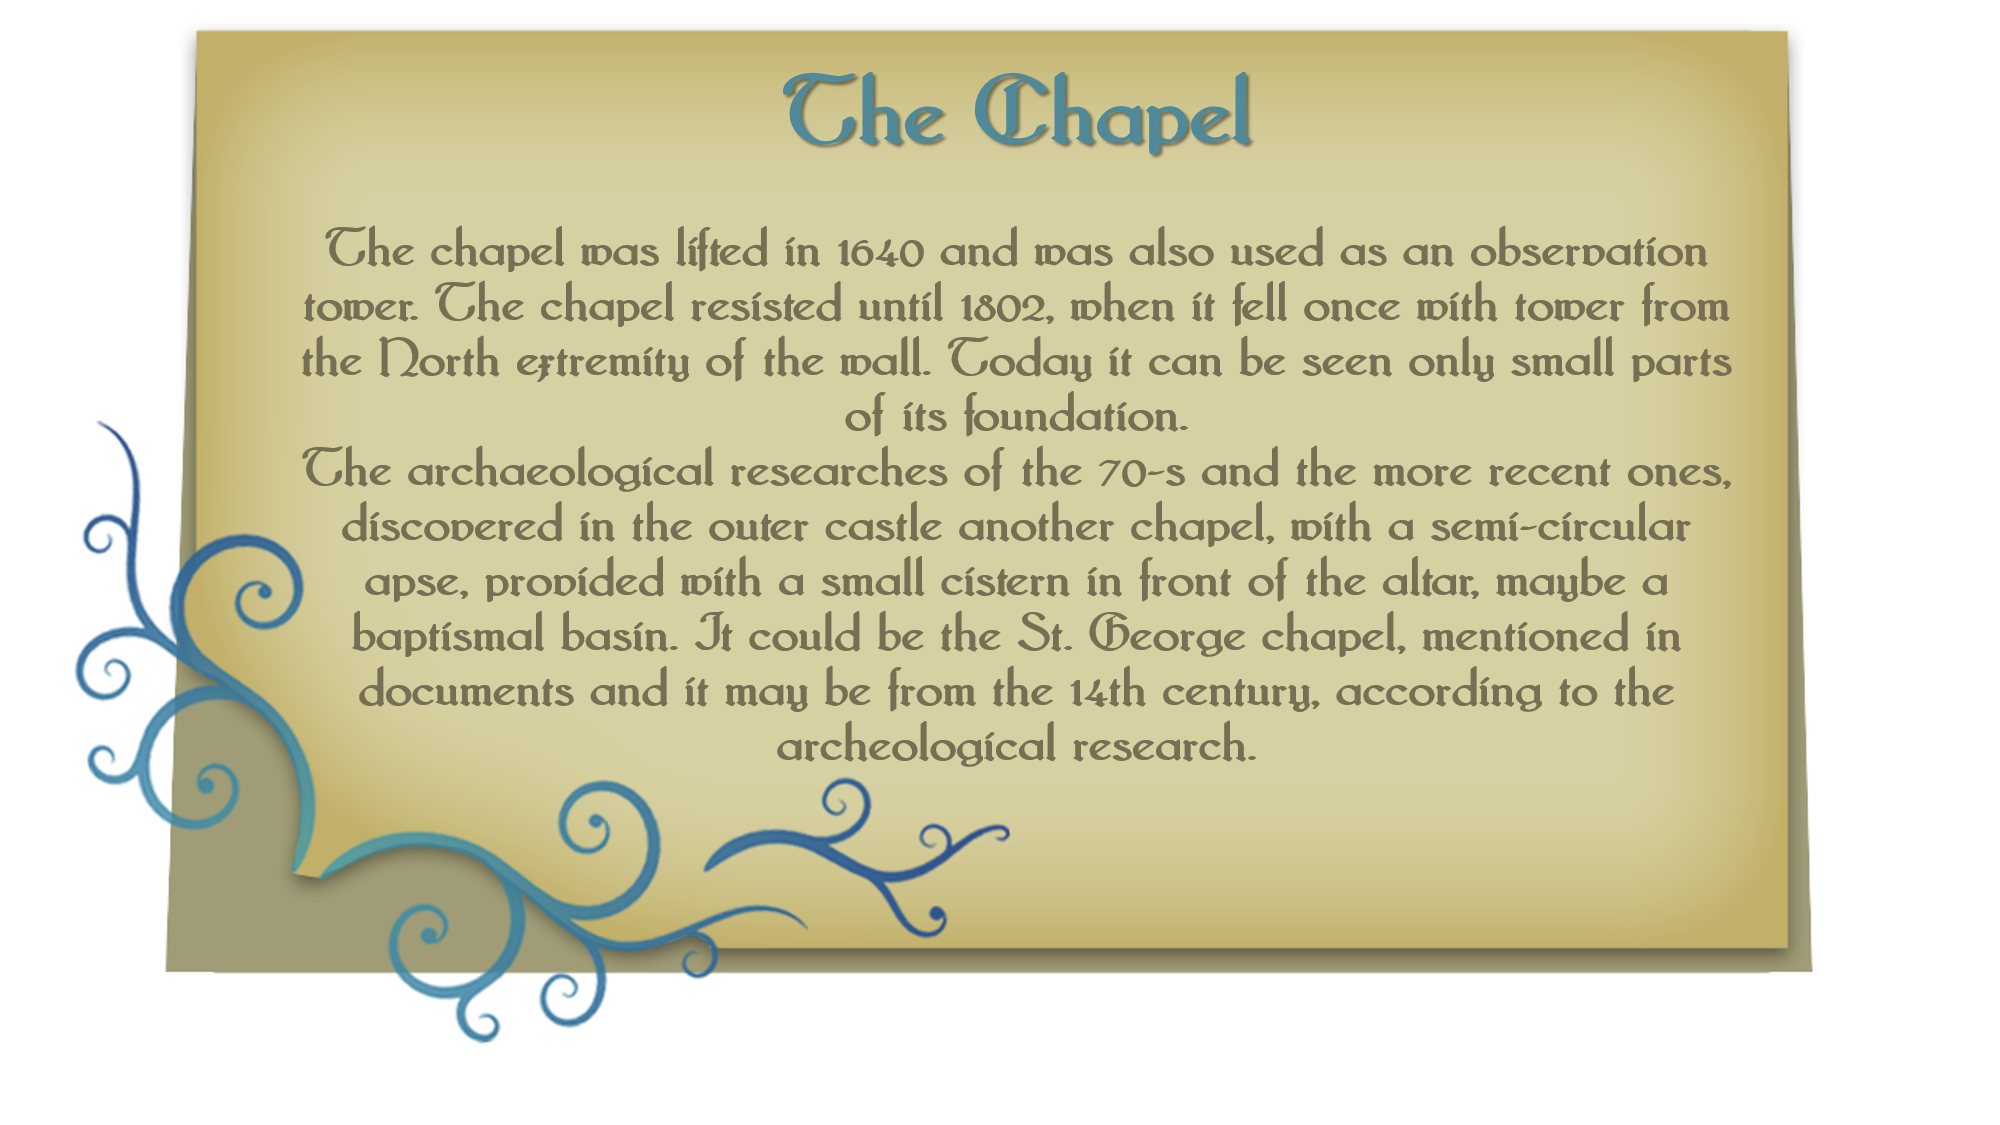 The Chapel
The chapel was lifted in 1640 and was also used as an observation
tower. The chapel resisted until 1802, when it fell once with tower from
the North extremity of the wall. Today it can be seen only small parts
of its foundation.
The archaeological researches of the 70-s and the more recent ones,
discovered in the outer castle another chapel, with a semi-circular
apse, provided with a small cistern in front of the altar, maybe a
baptismal basin. It could be the St. George chapel, mentioned in
documents and it may be from the 14th century, according to the
archeological research.